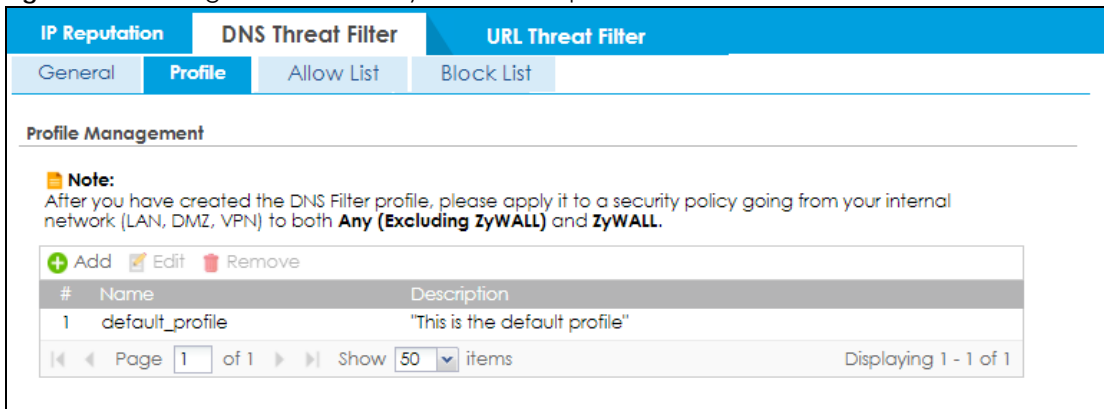 IP Reputation DNS Threat Filter URL Threat Filter
General Profile Allow List Block List
Profile Management
Note:
After you have created the DNS Filter profile, please apply it to a security policy going from your internal
network (LAN, DMZ, VPN) to both Any (Excluding ZyWALL) and ZyWALL.
Add Edit Remove
# Name Description
1 default_profile "This is the default profile"
Page 1 of 1 Show 50 items Displaying 1 - 1 of 1